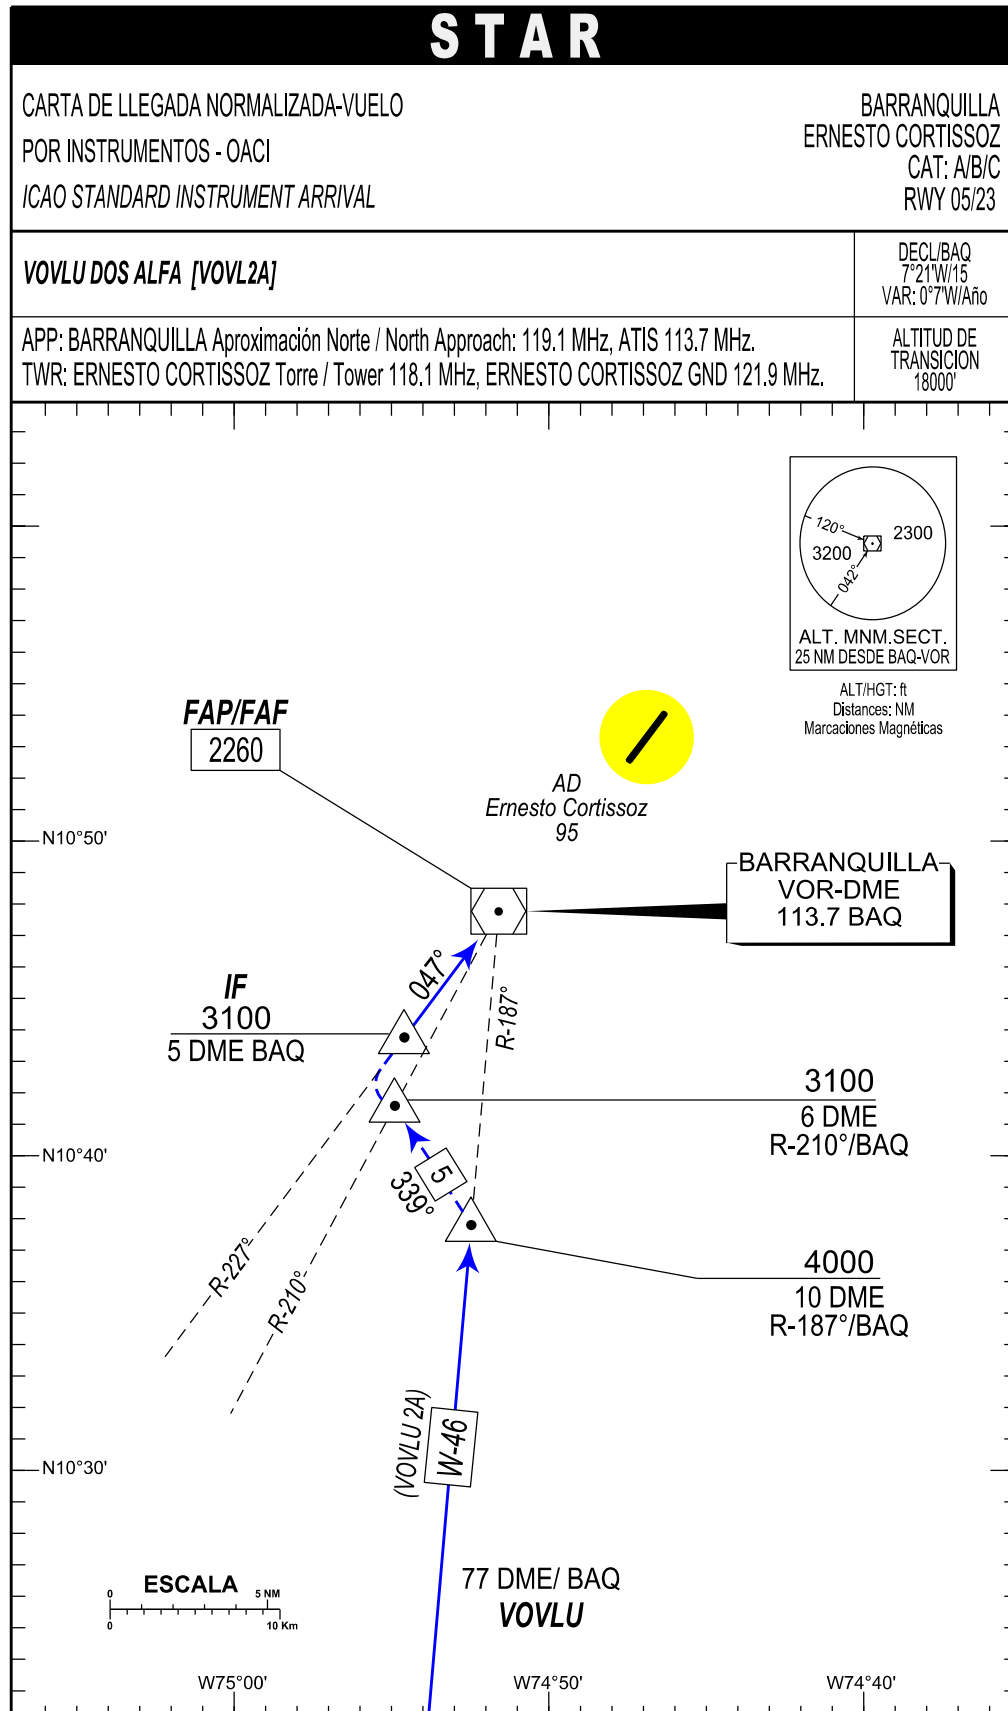 STAR
CARTA DE LLEGADA NORMALIZADA-VUELO
POR INSTRUMENTOS - OACI
ICAO STANDARD INSTRUMENT ARRIVAL
BARRANQUILLA
ERNESTO CORTISSOZ
CAT: A/B/C
RWY 05/23
VOVLU DOS ALFA [VOVL2A]
DECL/BAQ
7°21'W/15
VAR: 0°7'W/Año
APP: BARRANQUILLA Aproximación Norte / North Approach: 119.1 MHz, ATIS 113.7 MHz.
TWR: ERNESTO CORTISSOZ Torre / Tower 118.1 MHz, ERNESTO CORTISSOZ GND 121.9 MHz.
ALTITUD DE
TRANSICION
18000'
120°
2300
3200
042°
ALT. MNM.SECT.
25 NM DESDE BAQ-VOR
ALT/HGT: ft
Distances: NM
Marcaciones Magnéticas
FAP/FAF
2260
AD
Ernesto Cortissoz
95
N10°50'
BARRANQUILLA
VOR-DME
113.7 BAQ
047°
IF
3100
5 DME BAQ
R-187°
3100
6 DME
R-210°/BAQ
N10°40'
5
339°
R-227°
R-210°
4000
10 DME
R-187°/BAQ
(VOVLU 2A)
W-46
N10°30'
77 DME/ BAQ
VOVLU
ESCALA
0
5 NM
0
10 Km
W75°00'
W74°50'
W74°40'